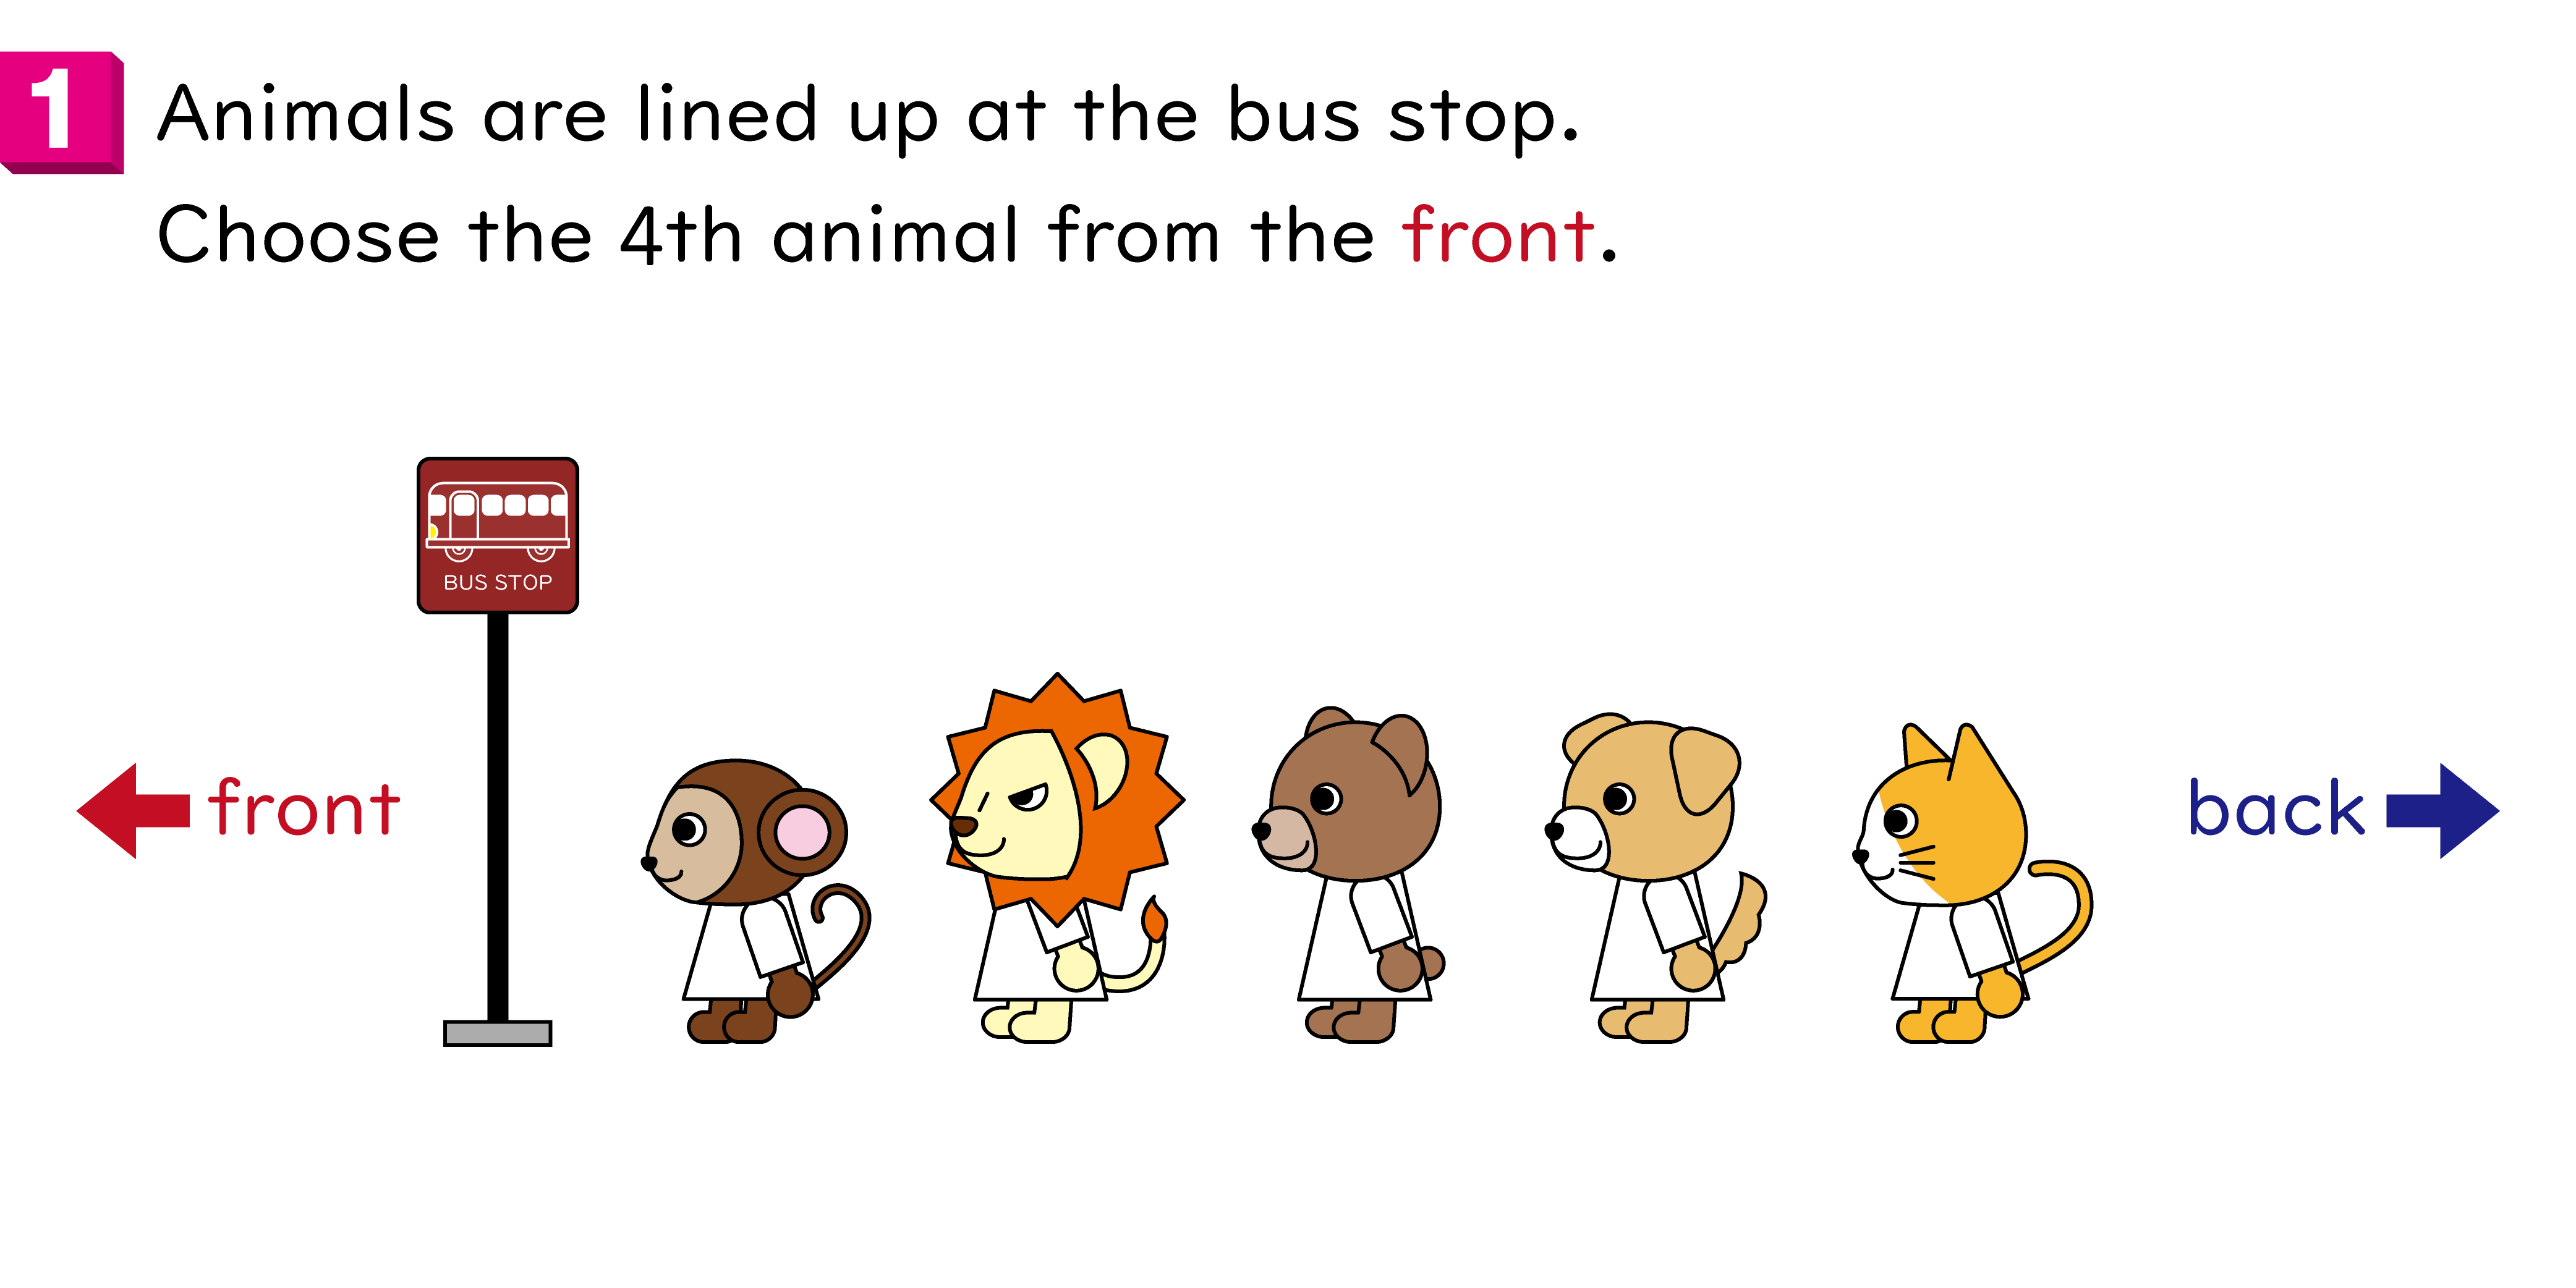 1
Animals are lined up at the bus stop.
Choose the 4th animal from the front.
BUS STOP
front
back